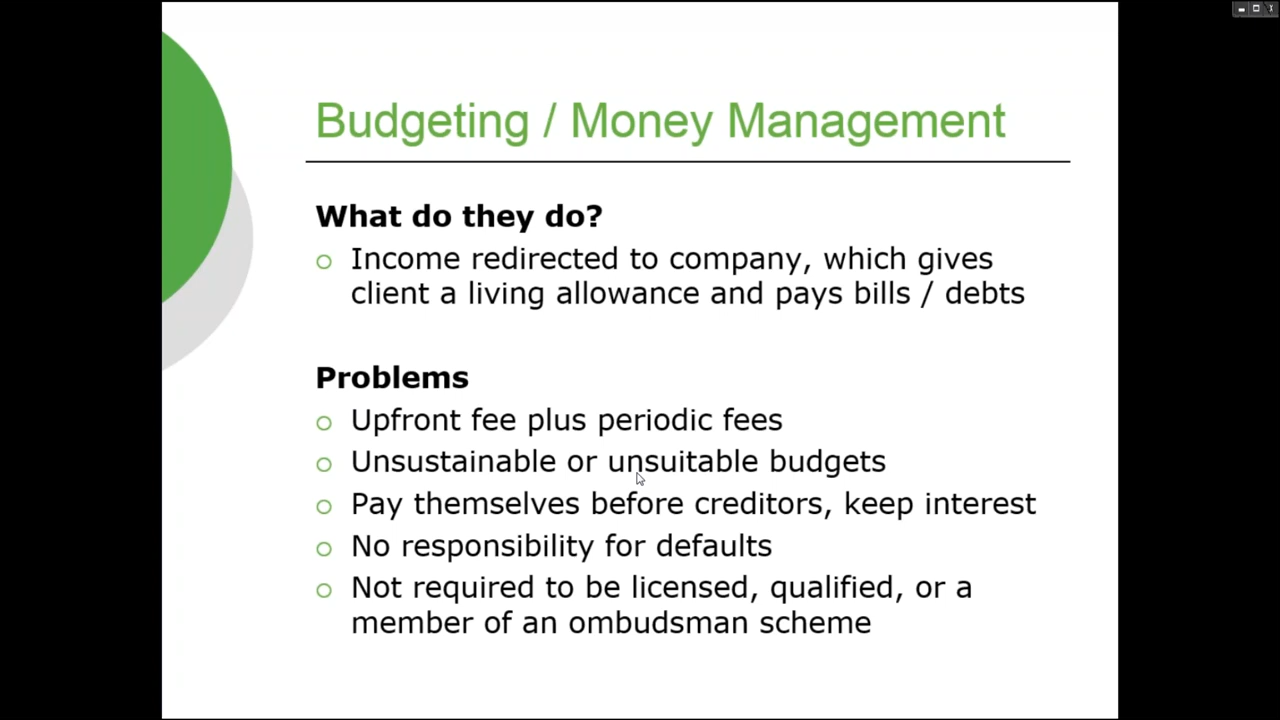 Budgeting / Money Management
What do they do?
Income redirected to company, which gives
client a living allowance and pays bills / debts
Problems
Upfront fee plus periodic fees
Unsustainable or unsuitable budgets
Pay themselves before creditors, keep interest
No responsibility for defaults
Not required to be licensed, qualified, or a
member of an ombudsman scheme